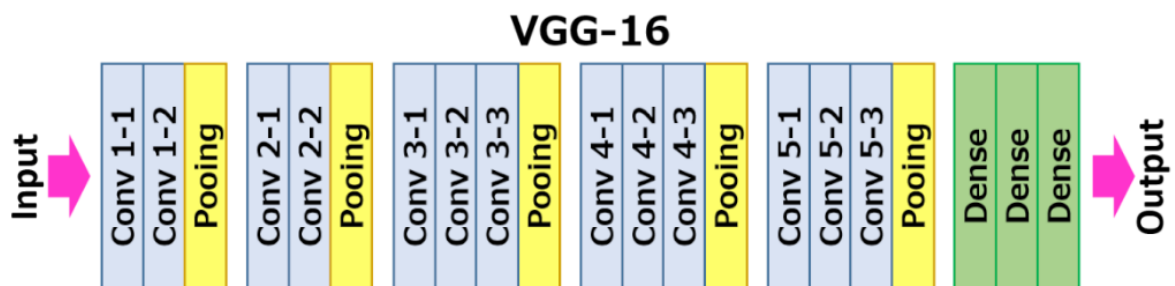 VGG-16
Input
Conv 1-1
Conv 1-2
Pooing
Conv 2-1
Conv 2-2
Pooing
Conv 3-1
Conv 3-2
Conv 3-3
Pooing
Conv 4-1
Conv 4-2
Conv 4-3
Pooing
Conv 5-1
Conv 5-2
Conv 5-3
Pooing
Dense
Dense
Dense
Output